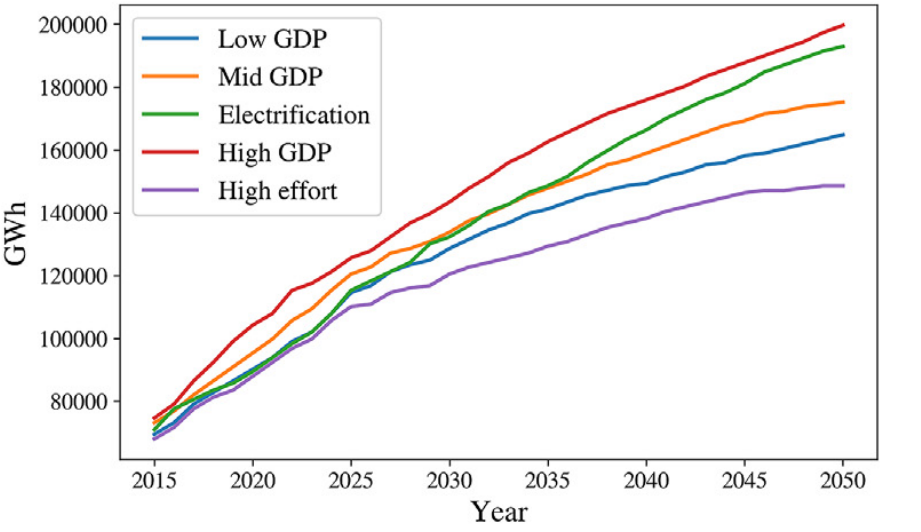 200000
180000
160000
140000
120000
100000
80000
GWh
Low GDP
Mid GDP
Electrification
High GDP
High effort
2015 2020 2025 2030 2035 2040 2045 2050
Year